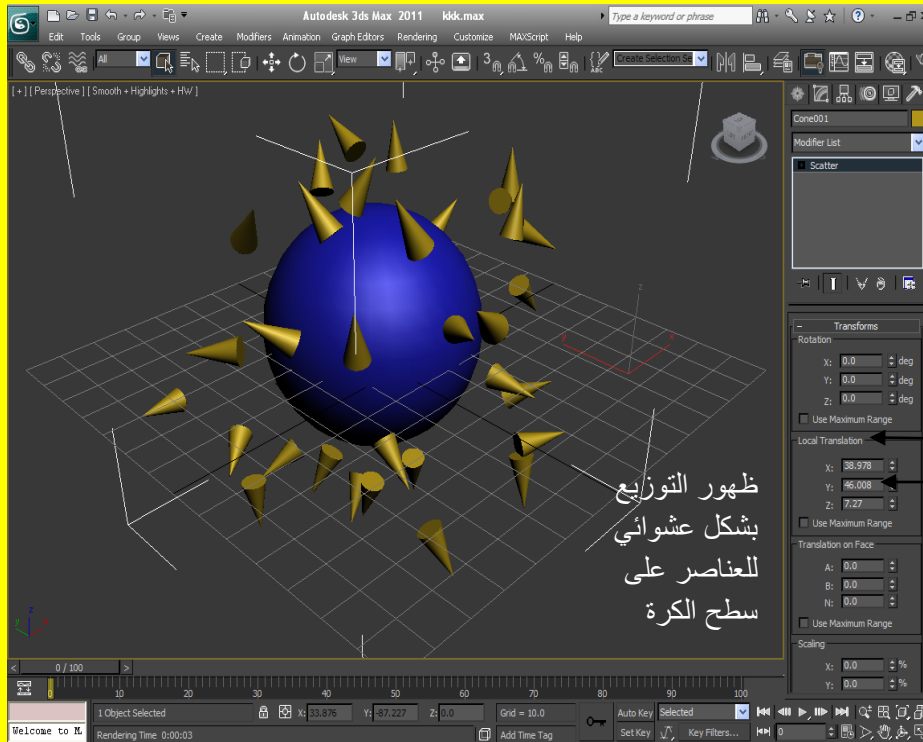 Autodesk 3ds Max 2011 kkk.max
Type a keyword or phrase
Edit Tools Group Views Create Modifiers Animation Graph Editors Rendering Customize MAXScript Help
All
View
3
Create Selection Se
[ + ] [ Perspective ] [ Smooth + Highlights + HW ]
Cone001
Modifier List
Scatter
Transforms
Rotation
X: 0.0 deg
Y: 0.0 deg
Z: 0.0 deg
Use Maximum Range
Local Translation
X: 38.978
Y: 46.008
Z: 7.27
Use Maximum Range
Translation on Face
A: 0.0
B: 0.0
N: 0.0
Use Maximum Range
Scaling
X: 0.0 %
Y: 0.0 %
ظهور التوزيع
بشكل عشوائي
للعناصر على
سطح الكرة
z
x
0 / 100
0 10 20 30 40 50 60 70 80 90 100
1 Object Selected X: 33.876 Y: -87.227 Z: 0.0 Grid = 10.0 Auto Key Selected
Welcome to M. Rendering Time 0:00:03 Add Time Tag Set Key Key Filters... 0